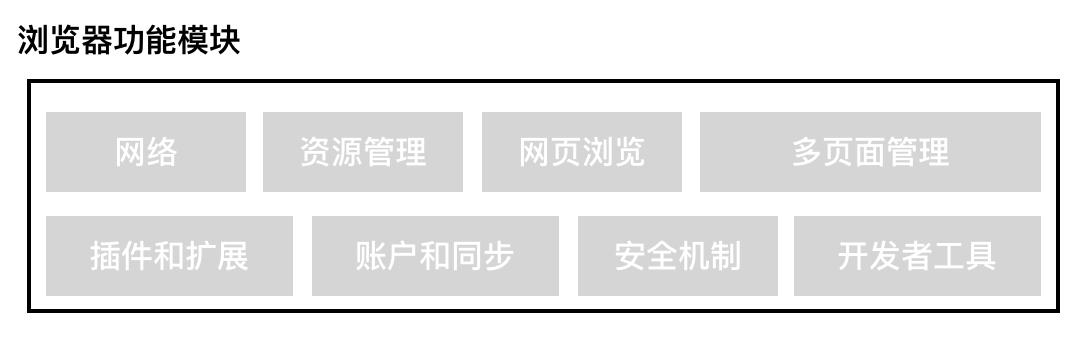 浏览器功能模块
网络 资源管理 网页浏览 多页面管理
插件和扩展 账户和同步 安全机制 开发者工具